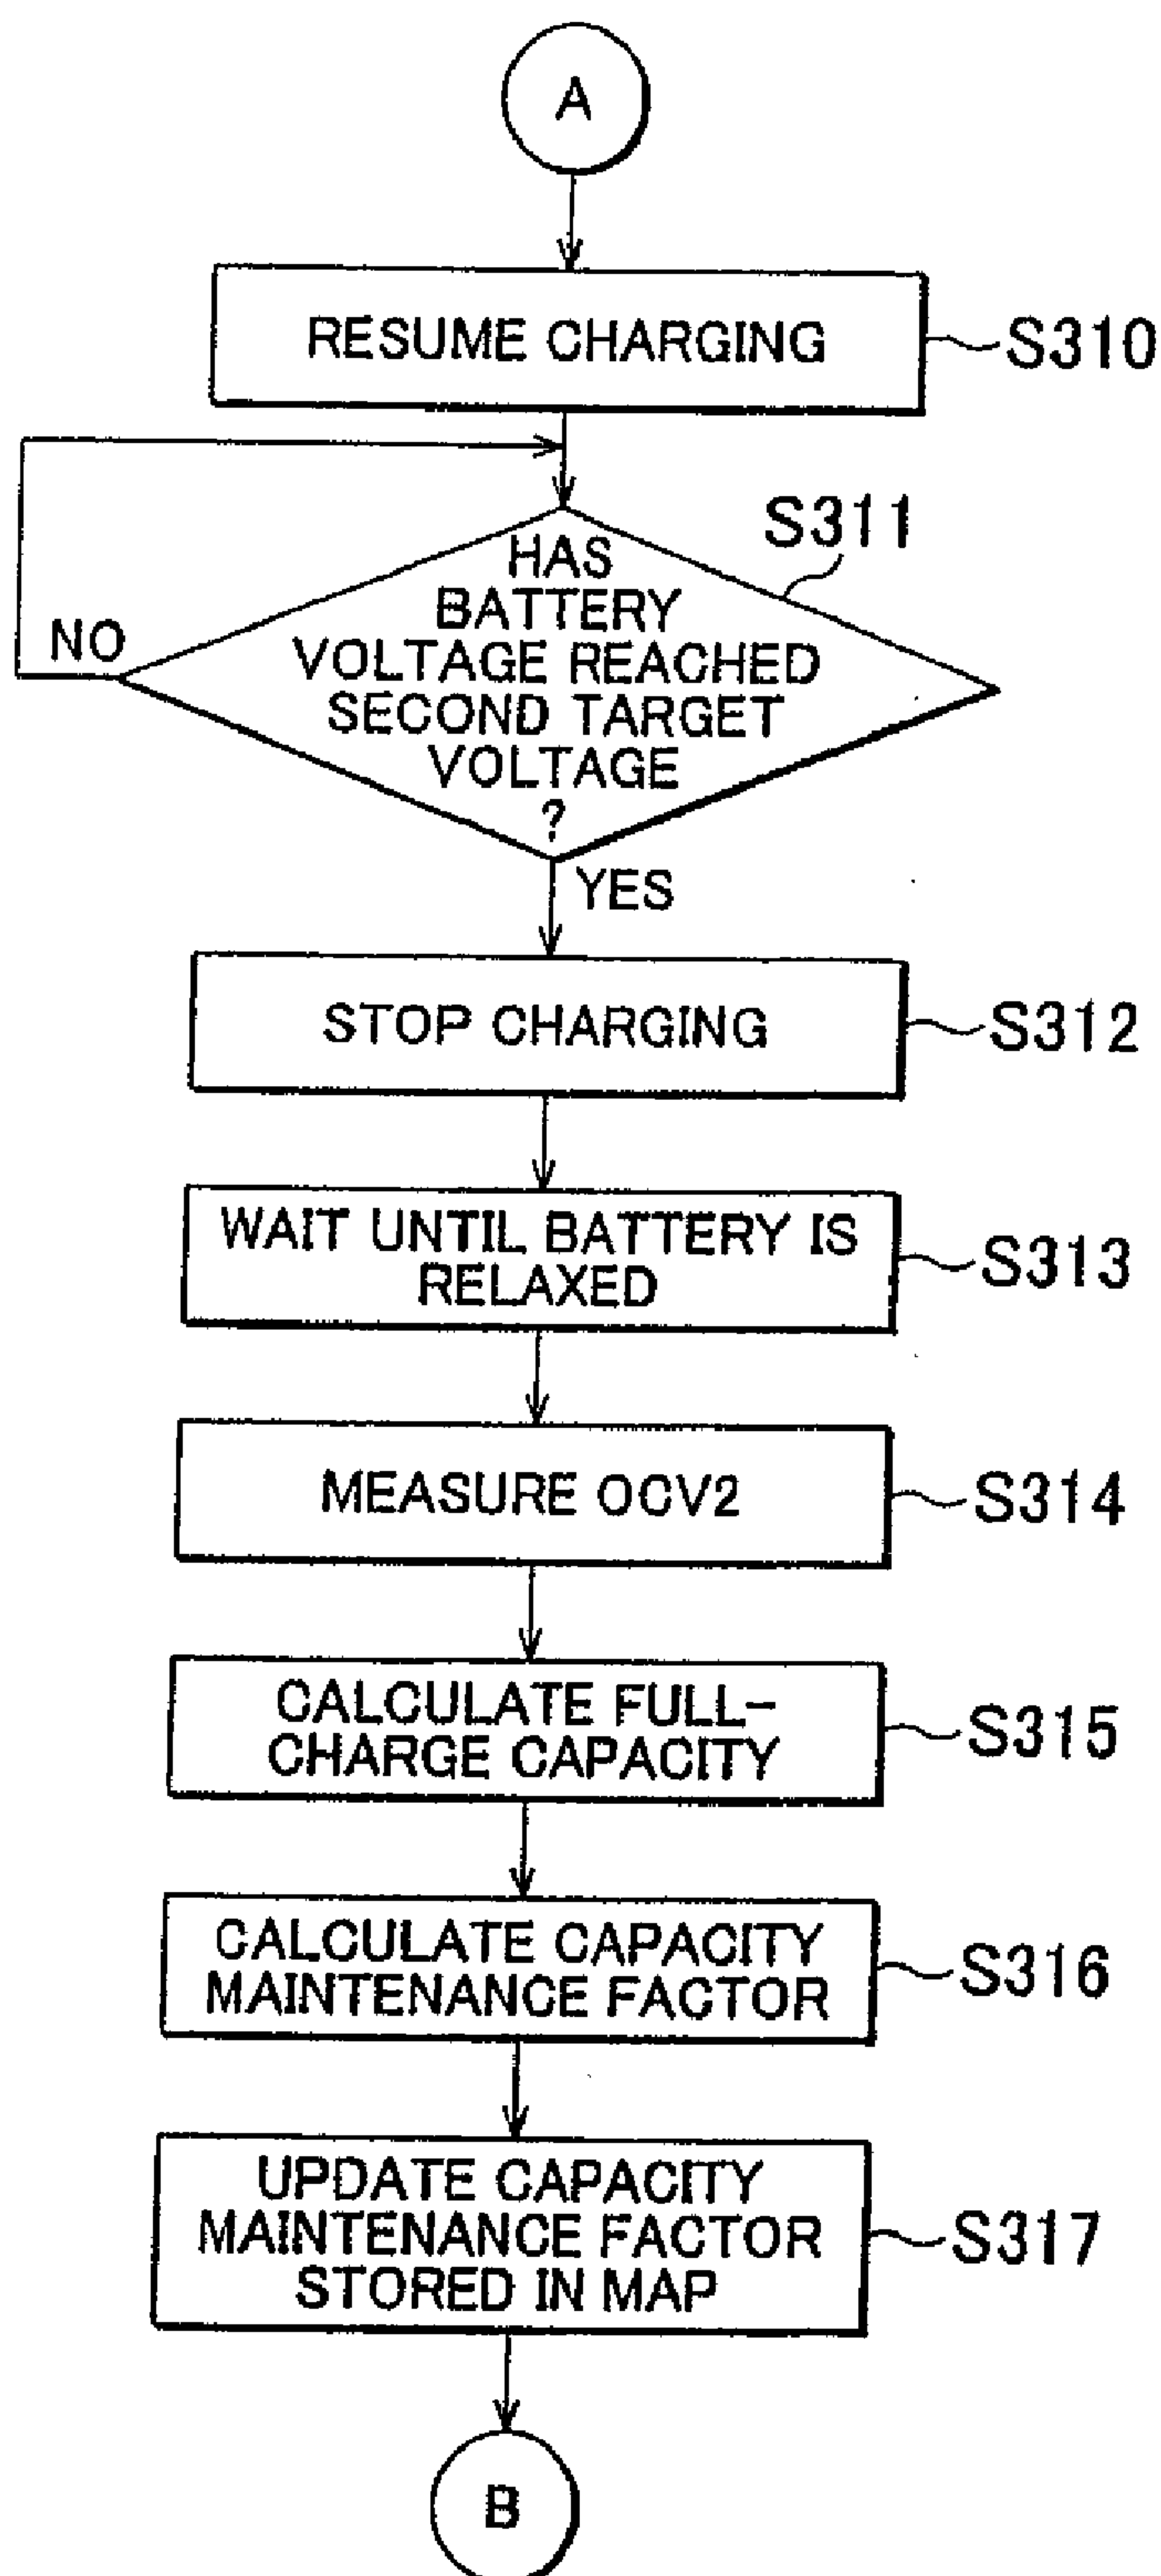 A
RESUME CHARGING
S310
S311
HAS
BATTERY
VOLTAGE REACHED
SECOND TARGET
VOLTAGE
?
NO
YES
STOP CHARGING
S312
WAIT UNTIL BATTERY IS
RELAXED
S313
MEASURE OCV2
S314
CALCULATE FULL-
CHARGE CAPACITY
S315
CALCULATE CAPACITY
MAINTENANCE FACTOR
S316
UPDATE CAPACITY
MAINTENANCE FACTOR
STORED IN MAP
S317
B